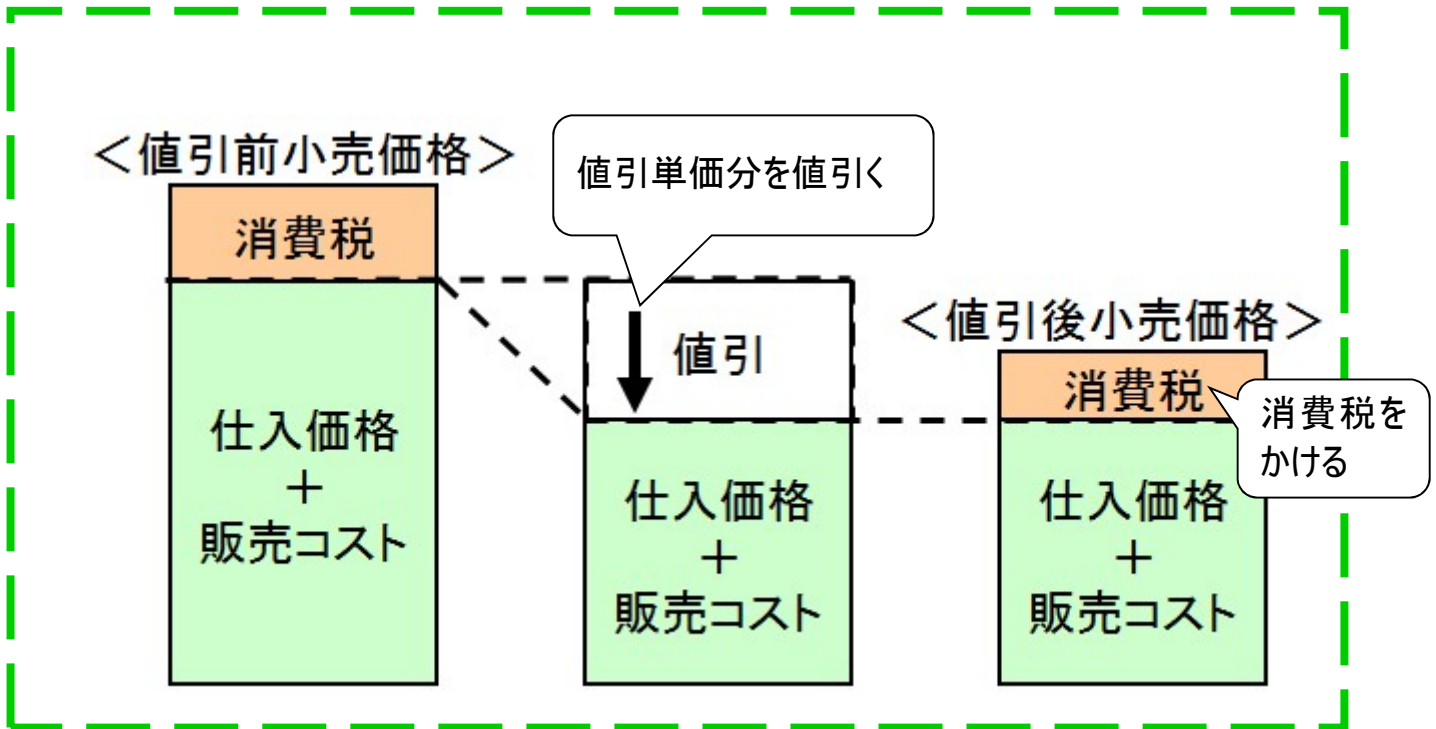 ＜値引前小売価格＞
消費税
仕入価格
＋
販売コスト
値引単価分を値引く
値引
仕入価格
＋
販売コスト
＜値引後小売価格＞
消費税
消費税を
かける
仕入価格
＋
販売コスト